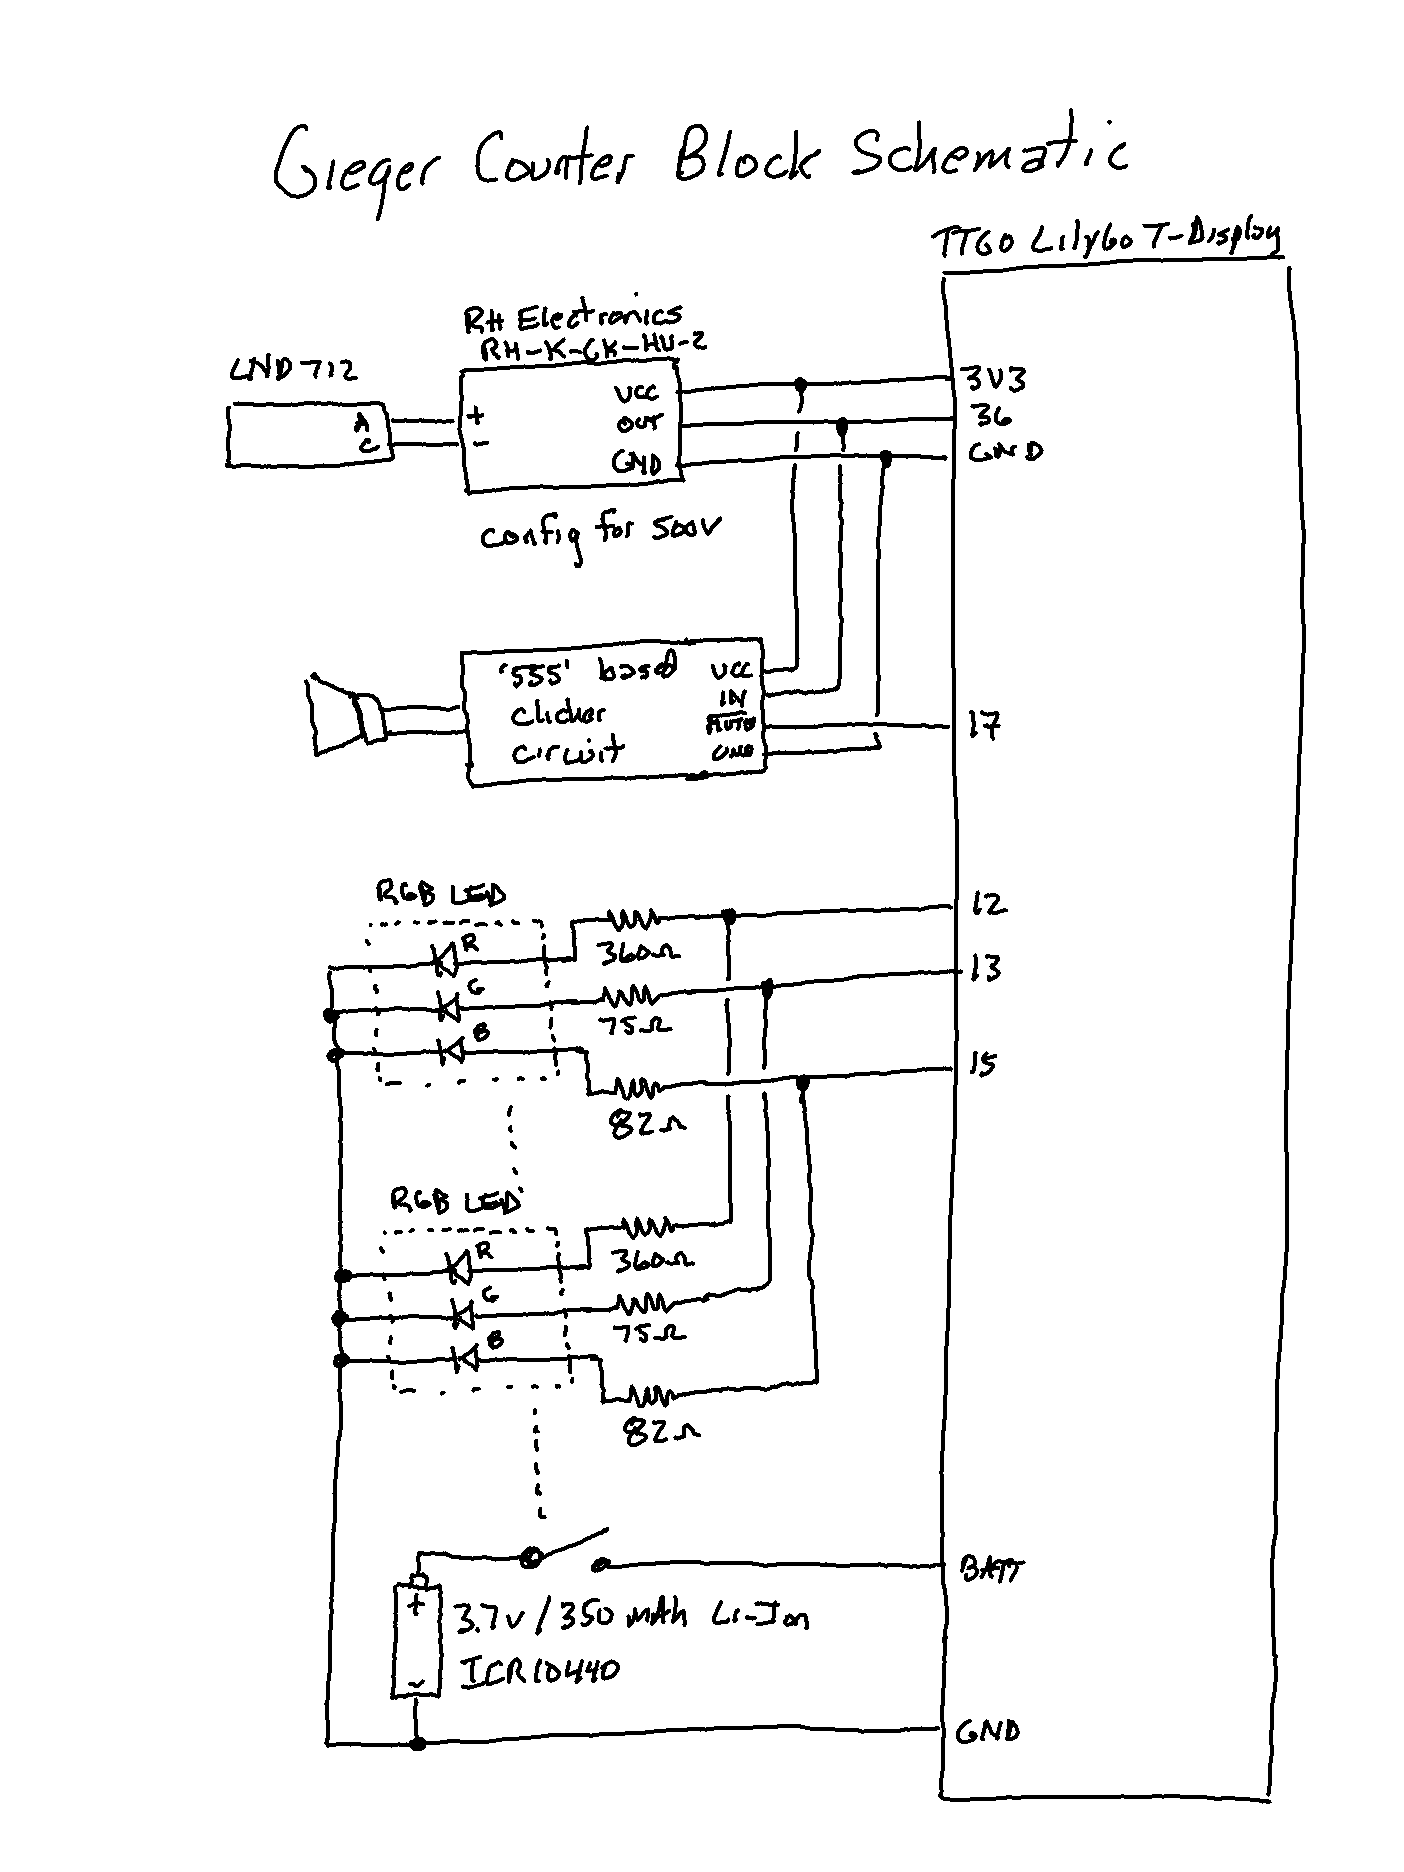 Gieger Counter Block Schematic
TTGO LilyGo T-Display
RH Electronics
RH-K-GK-HV-2
LND 712
A
C
+
-
VCC
OUT
GND
3V3
36
GND
config for 500V
'555' based
clicker
circuit
VCC
IN
MUTE
GND
17
RGB LED
R
G
B
360Ω
75Ω
82Ω
12
13
15
RGB LED
R
G
B
360Ω
75Ω
82Ω
BATT
+
-
3.7V / 350 mAh Li-Ion
ICR10440
GND